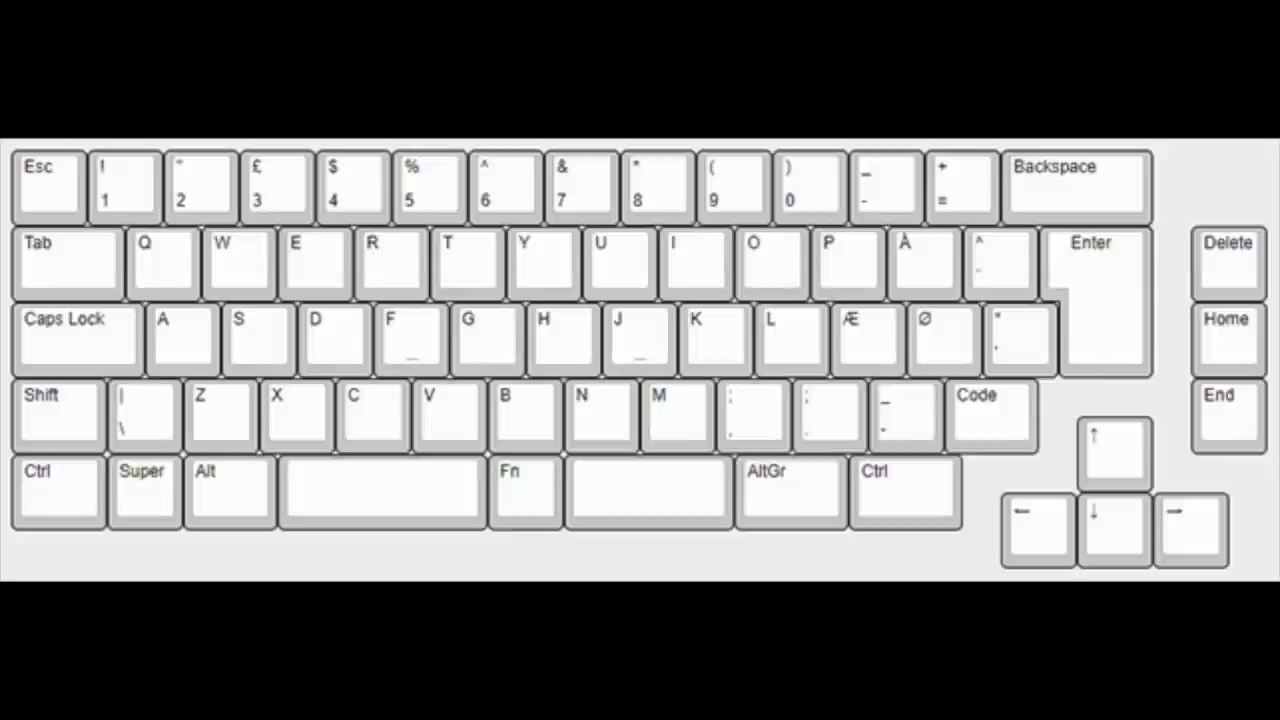 Esc ! 1 " 2 £ 3 $ 4 % 5 ^ 6 & 7 * 8 ( 9 ) 0 _ - + = Backspace
Tab Q W E R T Y U I O P Å ^ Enter Delete
Caps Lock A S D F _ G H J _ K L Æ Ø * ' Home
Shift | \ Z X C V B N M ; , : . _ - Code End
↑
Ctrl Super Alt Fn AltGr Ctrl
← ↓ →